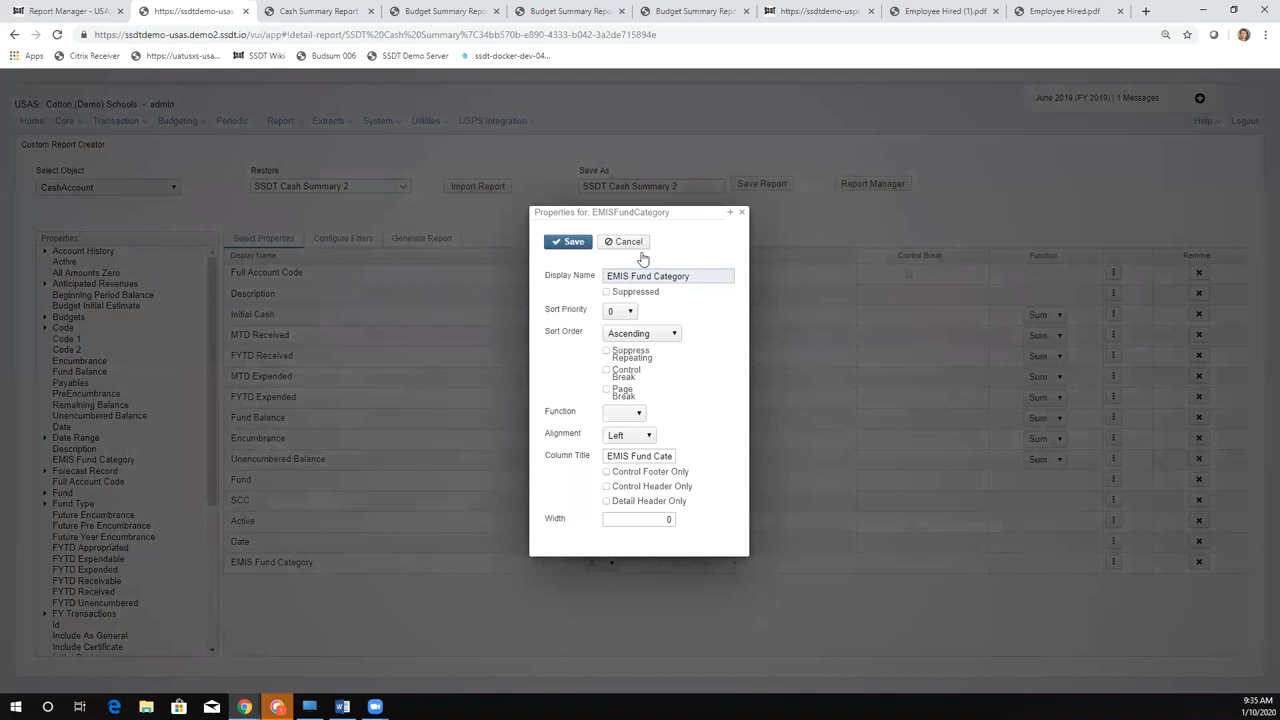 Report Manager - USAS
https://ssdtdemo-usas.
Cash Summary Report
Budget Summary Repo
Budget Summary Repo
Budget Summary Repo
https://ssdtdemo-usps
Employee Hired (1).pdf
Employee Hired.pdf
https://ssdtdemo-usas.demo2.ssdt.io/vui/app#!detail-report/SSDT%20Cash%20Summary%7C34bb570b-e890-4333-b042-3a2de715894e
Apps
Citrix Receiver
https://uatusxs-usa...
SSDT Wiki
Budsum 006
SSDT Demo Server
ssdt-docker-dev-04...
USAS: Cotton (Demo) Schools - admin
June 2019 (FY 2019) | 1 Messages
Home
Core
Transaction
Budgeting
Periodic
Report
Extracts
System
Utilities
USPS Integration
Help
Logout
Custom Report Creator
Select Object
Restore
Save As
CashAccount
SSDT Cash Summary 2
Import Report
SSDT Cash Summary 2
Save Report
Report Manager
Properties:
Account History
Active
All Amounts Zero
Anticipated Revenues
Beginning Period Balance
Budget Initial Estimate
Budgets
Code
Code 1
Code 2
Encumbrance
Fund Balance
Payables
PreEncumbrance
Remaining Balance
Unencumbered Balance
Date
Date Range
Description
EMIS Fund Category
Forecast Record
Full Account Code
Fund
Fund Type
Future Encumbrance
Future Pre Encumbrance
Future Year Encumbrance
FYTD Appropriated
FYTD Expendable
FYTD Expended
FYTD Receivable
FYTD Received
FYTD Unencumbered
FY Transactions
id
Include As General
Include Certificate
Select Properties
Configure Filters
Generate Report
Display Name
Control Break
Function
Remove
Full Account Code
Description
Initial Cash
Sum
MTD Received
Sum
FYTD Received
Sum
MTD Expended
Sum
FYTD Expended
Sum
Fund Balance
Sum
Encumbrance
Sum
Unencumbered Balance
Sum
Fund
SCC
Active
Date
EMIS Fund Category
Properties for: EMISFundCategory
Save
Cancel
Display Name
EMIS Fund Category
Suppressed
Sort Priority
0
Sort Order
Ascending
Suppress
Repeating
Control
Break
Page
Break
Function
Alignment
Left
Column Title
EMIS Fund Cate
Control Footer Only
Control Header Only
Detail Header Only
Width
0
9:35 AM
1/10/2020